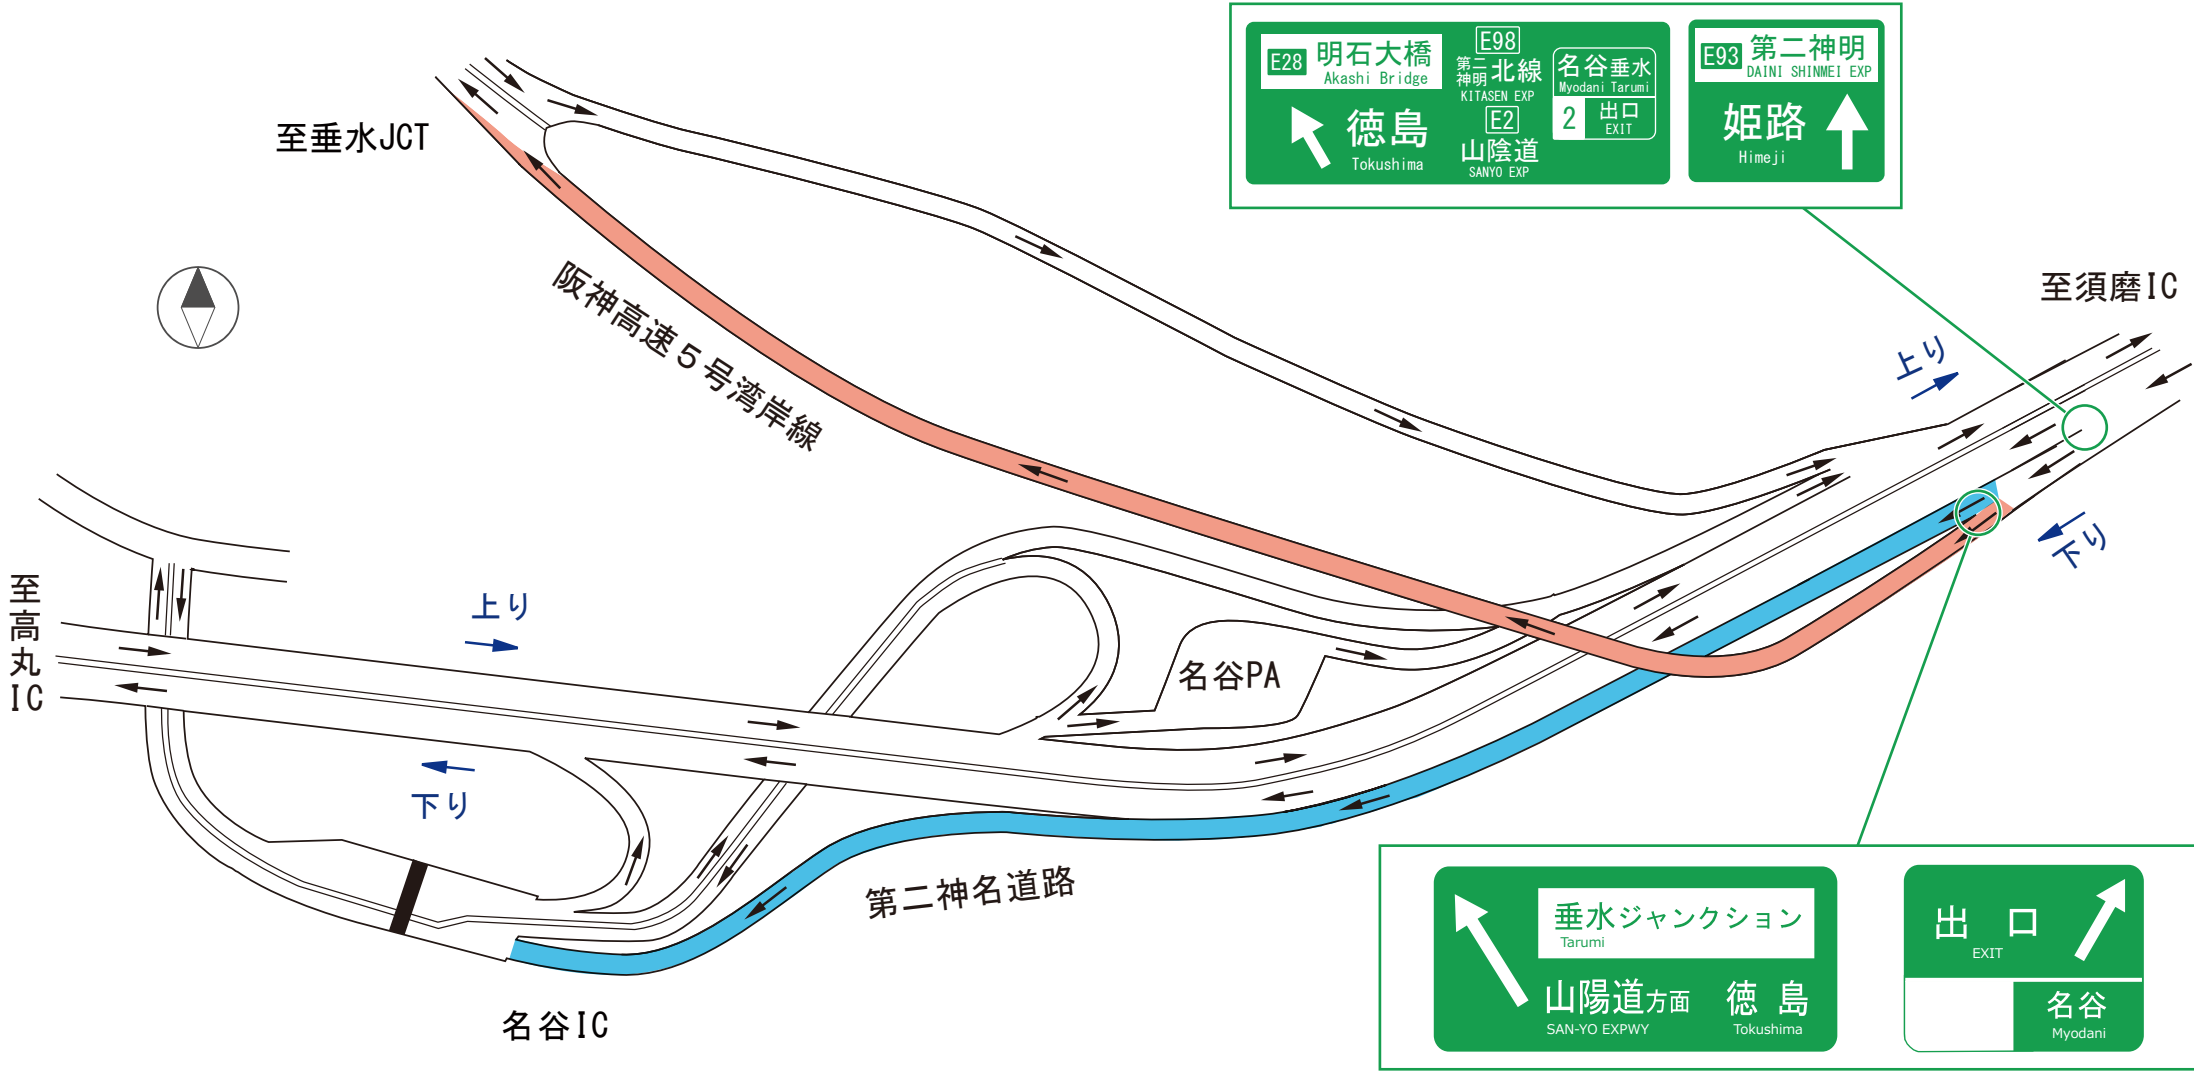 E28 明石大橋
Akashi Bridge
徳島
Tokushima
E98
第二神明 北線
KITASEN EXP
E2
山陰道
SANYO EXP
名谷垂水
Myodani Tarumi
2 出口
EXIT
E93 第二神明
DAINI SHINMEI EXP
姫路
Himeji
至垂水JCT
至須磨IC
阪神高速5号湾岸線
上り
下り
至高丸IC
上り
名谷PA
下り
第二神名道路
名谷IC
垂水ジャンクション
Tarumi
山陽道方面 徳島
SAN-YO EXPWY Tokushima
出口
EXIT
名谷
Myodani